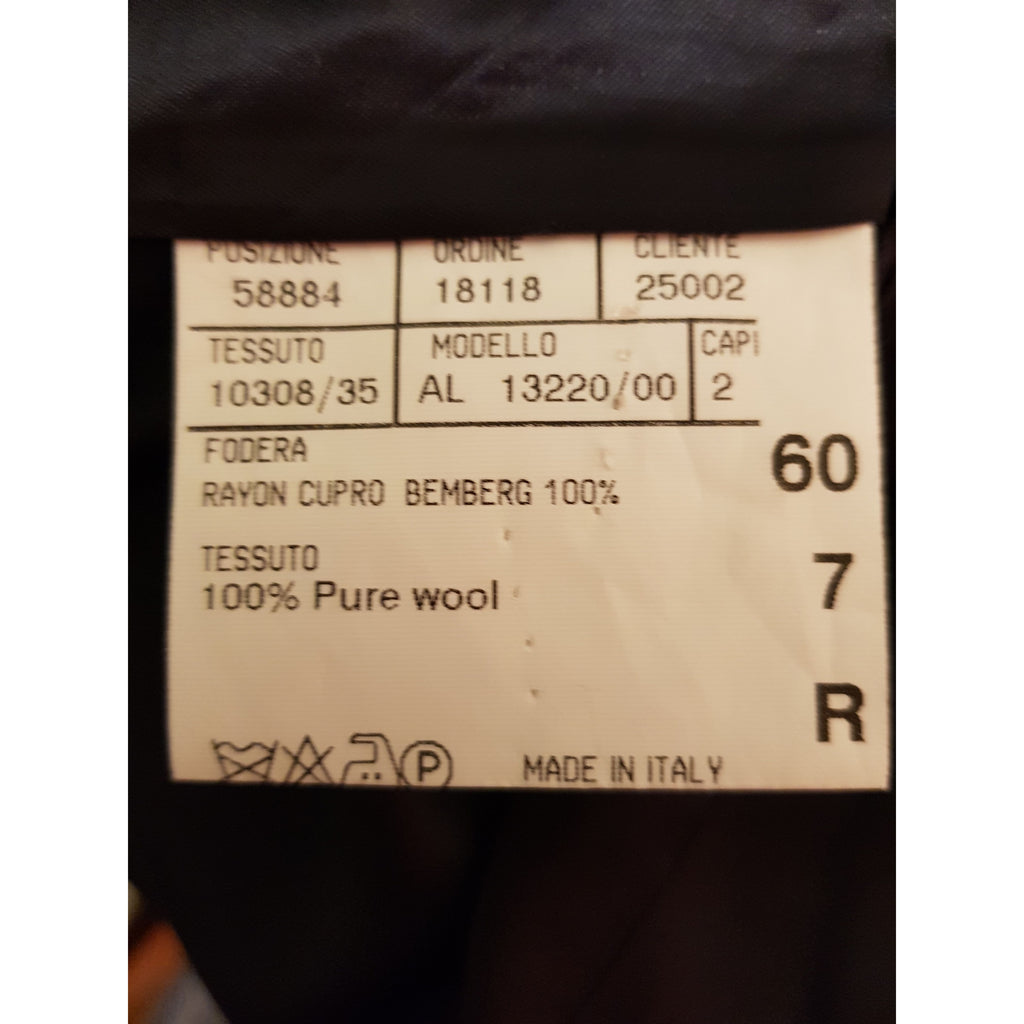 POSIZIONE ORDINE CLIENTE
58884 18118 25002
TESSUTO MODELLO CAPI
10308/35 AL 13220/00 2
FODERA
RAYON CUPRO BEMBERG 100%
60
TESSUTO
100% Pure wool
7
R
P
MADE IN ITALY